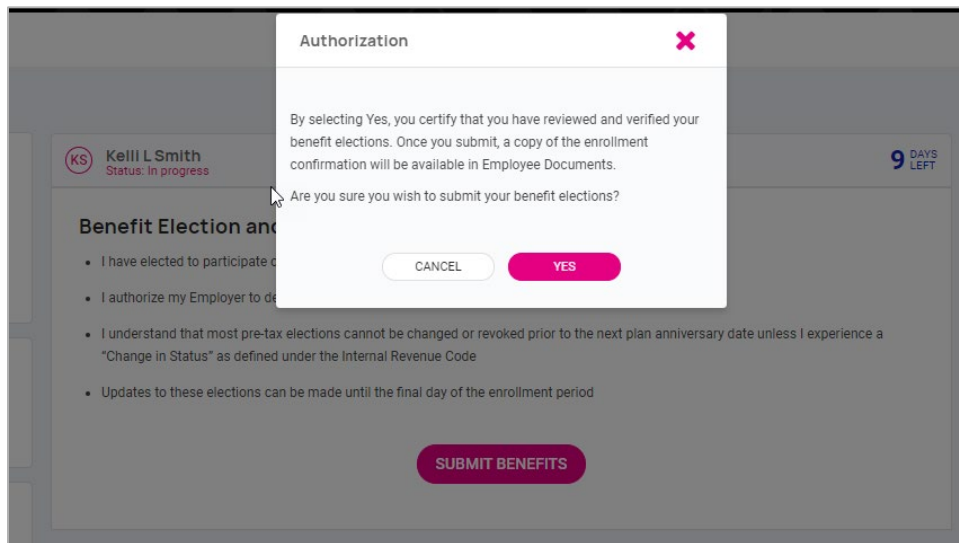 Authorization
By selecting Yes, you certify that you have reviewed and verified your
benefit elections. Once you submit, a copy of the enrollment
confirmation will be available in Employee Documents.
Are you sure you wish to submit your benefit elections?
CANCEL
YES
KS
Kelli L Smith
Status: In progress
9 DAYS
LEFT
Benefit Election and
• I have elected to participate
• I authorize my Employer to de
• I understand that most pre-tax elections cannot be changed or revoked prior to the next plan anniversary date unless I experience a
"Change in Status" as defined under the Internal Revenue Code
• Updates to these elections can be made until the final day of the enrollment period
SUBMIT BENEFITS